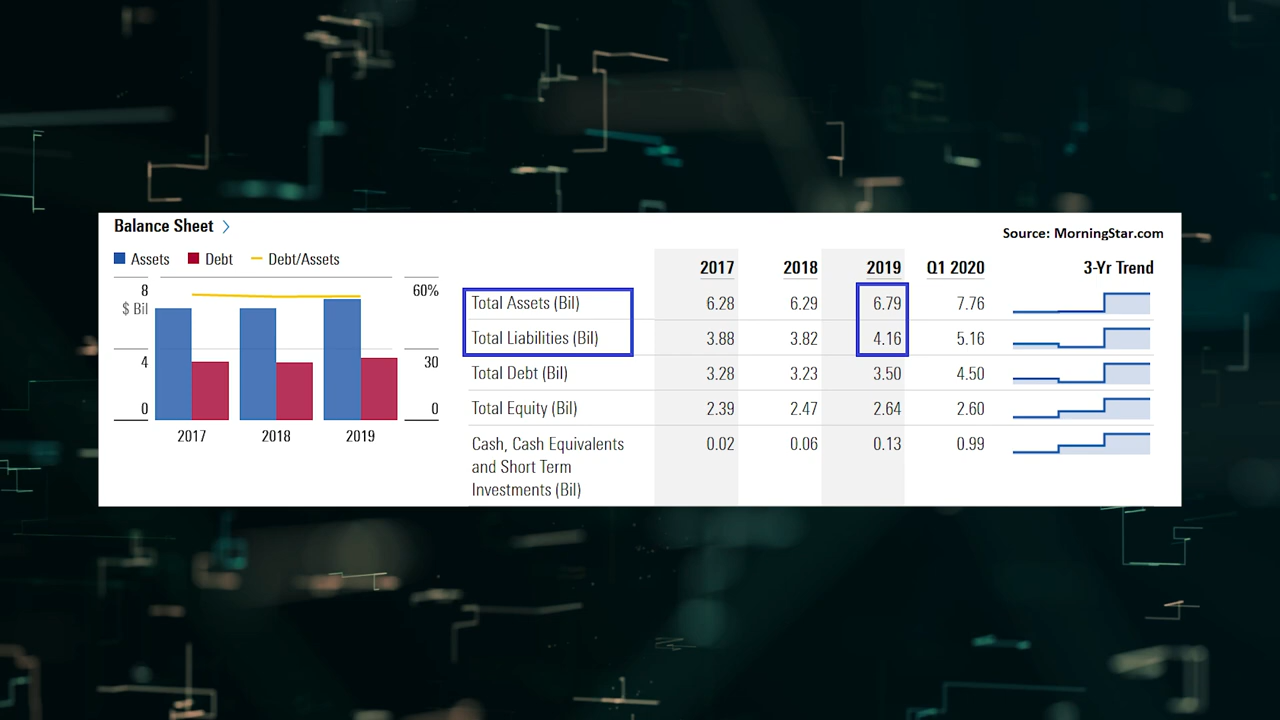 Balance Sheet
Source: MorningStar.com
Assets Debt Debt/Assets
8
$ Bil
4
0
60%
30
0
2017 2018 2019
2017 2018 2019 Q1 2020 3-Yr Trend
Total Assets (Bil) 6.28 6.29 6.79 7.76
Total Liabilities (Bil) 3.88 3.82 4.16 5.16
Total Debt (Bil) 3.28 3.23 3.50 4.50
Total Equity (Bil) 2.39 2.47 2.64 2.60
Cash, Cash Equivalents 0.02 0.06 0.13 0.99
and Short Term
Investments (Bil)